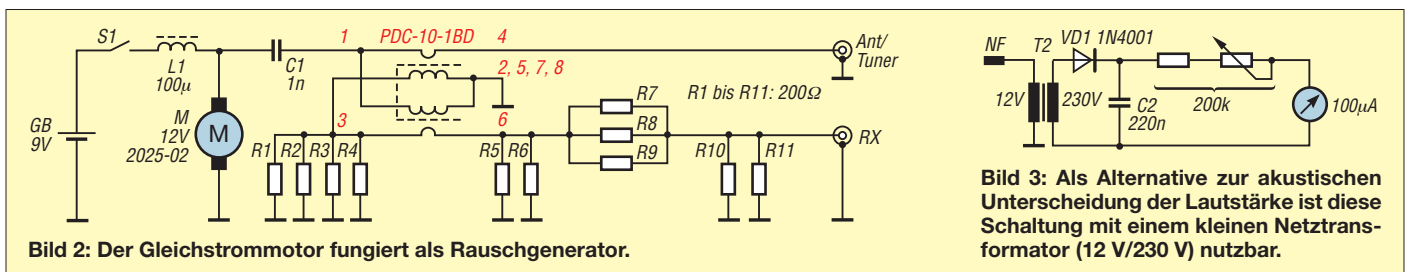 S1
L1
100µ
GB
9V
M
M
12V
2025-02
C1
1n
1
PDC-10-1BD
4
2, 5, 7, 8
3
6
R1
R2
R3
R4
R5
R6
R7
R8
R9
R10
R11
R1 bis R11: 200Ω
Ant/
Tuner
RX
Bild 2: Der Gleichstrommotor fungiert als Rauschgenerator.
NF
T2
VD1 1N4001
12V
230V
C2
220n
200k
100µA
Bild 3: Als Alternative zur akustischen
Unterscheidung der Lautstärke ist diese
Schaltung mit einem kleinen Netztrans-
formator (12 V/230 V) nutzbar.